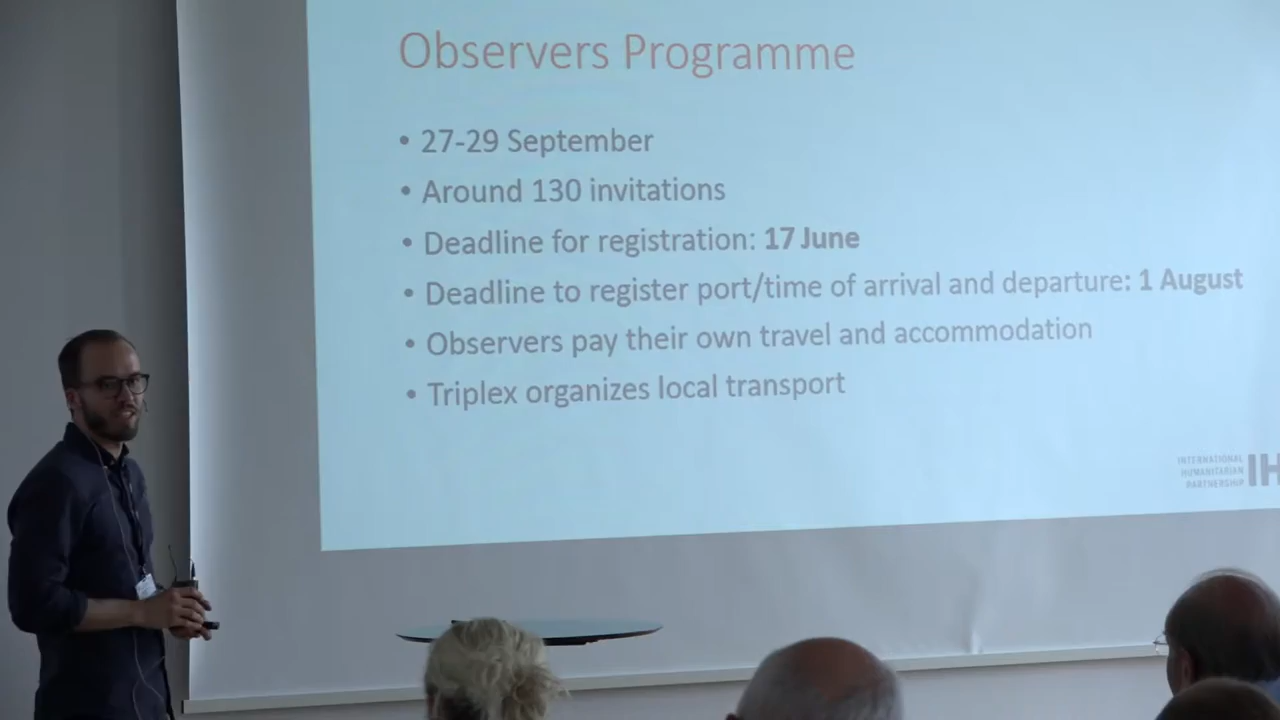 Observers Programme
• 27-29 September
• Around 130 invitations
• Deadline for registration: 17 June
• Deadline to register port/time of arrival and departure: 1 August
• Observers pay their own travel and accommodation
• Triplex organizes local transport
INTERNATIONAL
HUMANITARIAN
PARTNERSHIP
IH